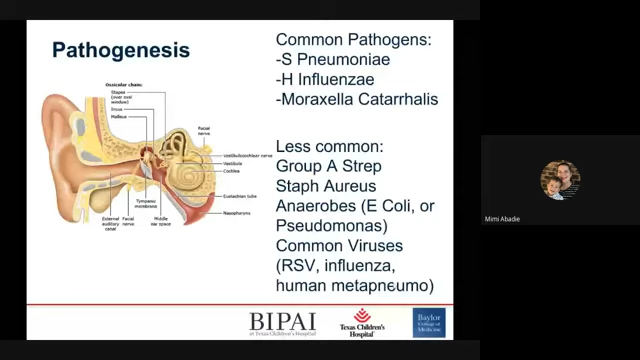 Pathogenesis
Common Pathogens:
-S Pneumoniae
-H Influenzae
-Moraxella Catarrhalis
Less common:
Group A Strep
Staph Aureus
Anaerobes (E Coli, or
Pseudomonas)
Common Viruses
(RSV, influenza,
human metapneumo)
Ossicular chain:
Stapes
(over oval
window)
Incus
Malleus
Facial
nerve
Vestibulocochlear nerve
Vestibule
Cochlea
Eustachian tube
Nasopharynx
External
auditory
canal
Facial
nerve
Tympanic
membrane
Middle
ear space
BIPAI
at Texas Children's Hospital
Texas Children's
Hospital
Baylor
College of
Medicine
Mimi Abadie